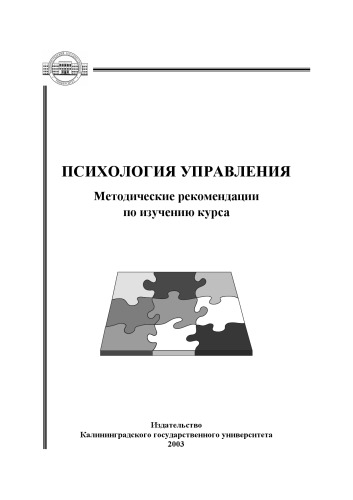 ПСИХОЛОГИЯ УПРАВЛЕНИЯ
Методические рекомендации
по изучению курса
Издательство
Калининградского государственного университета
2003